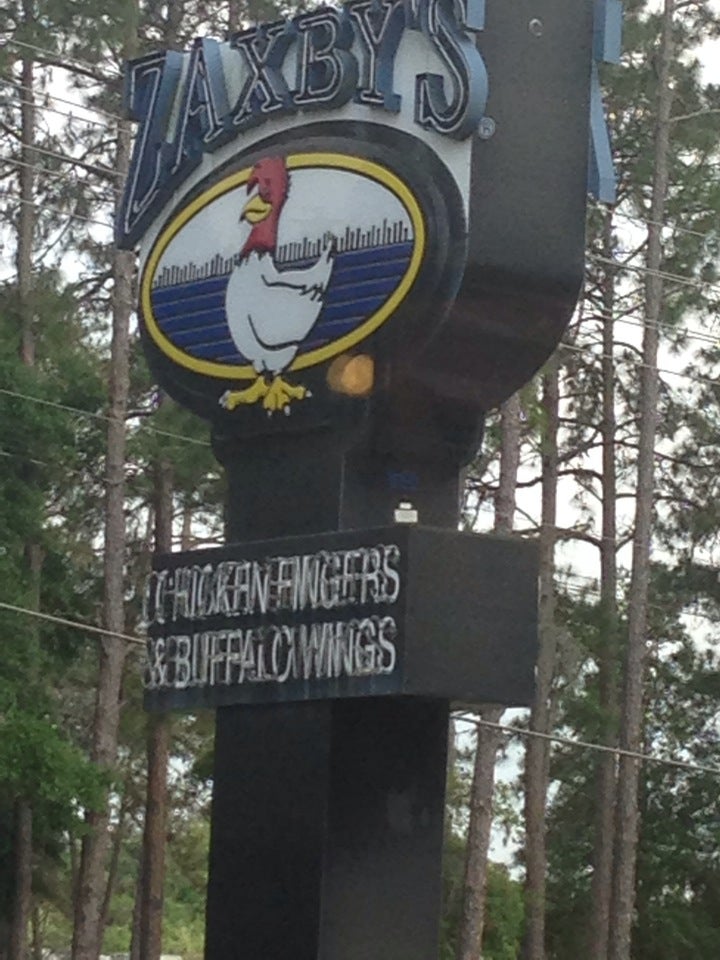 ZAXBY'S
®
CHICKEN FINGERS
& BUFFALO WINGS